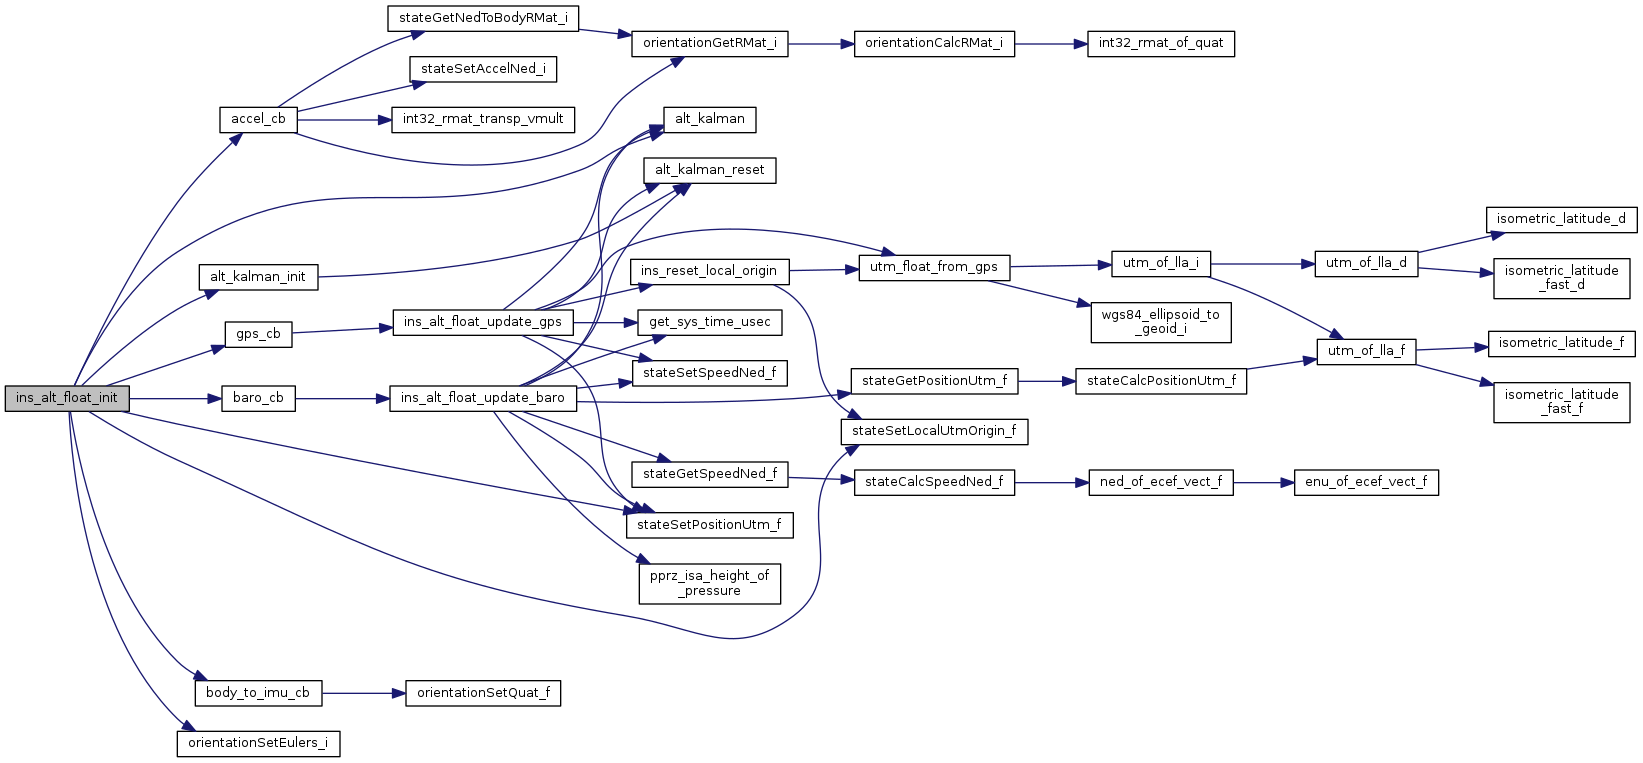 stateGetNedToBodyRMat_i
orientationGetRMat_i
orientationCalcRMat_i
int32_rmat_of_quat
stateSetAccelNed_i
accel_cb
int32_rmat_transp_vmult
alt_kalman
alt_kalman_reset
isometric_latitude_d
alt_kalman_init
ins_reset_local_origin
utm_float_from_gps
utm_of_lla_i
utm_of_lla_d
isometric_latitude
_fast_d
gps_cb
ins_alt_float_update_gps
get_sys_time_usec
wgs84_ellipsoid_to
_geoid_i
utm_of_lla_f
isometric_latitude_f
stateSetSpeedNed_f
stateGetPositionUtm_f
stateCalcPositionUtm_f
ins_alt_float_init
baro_cb
ins_alt_float_update_baro
isometric_latitude
_fast_f
stateSetLocalUtmOrigin_f
stateGetSpeedNed_f
stateCalcSpeedNed_f
ned_of_ecef_vect_f
enu_of_ecef_vect_f
stateSetPositionUtm_f
pprz_isa_height_of
_pressure
body_to_imu_cb
orientationSetQuat_f
orientationSetEulers_i